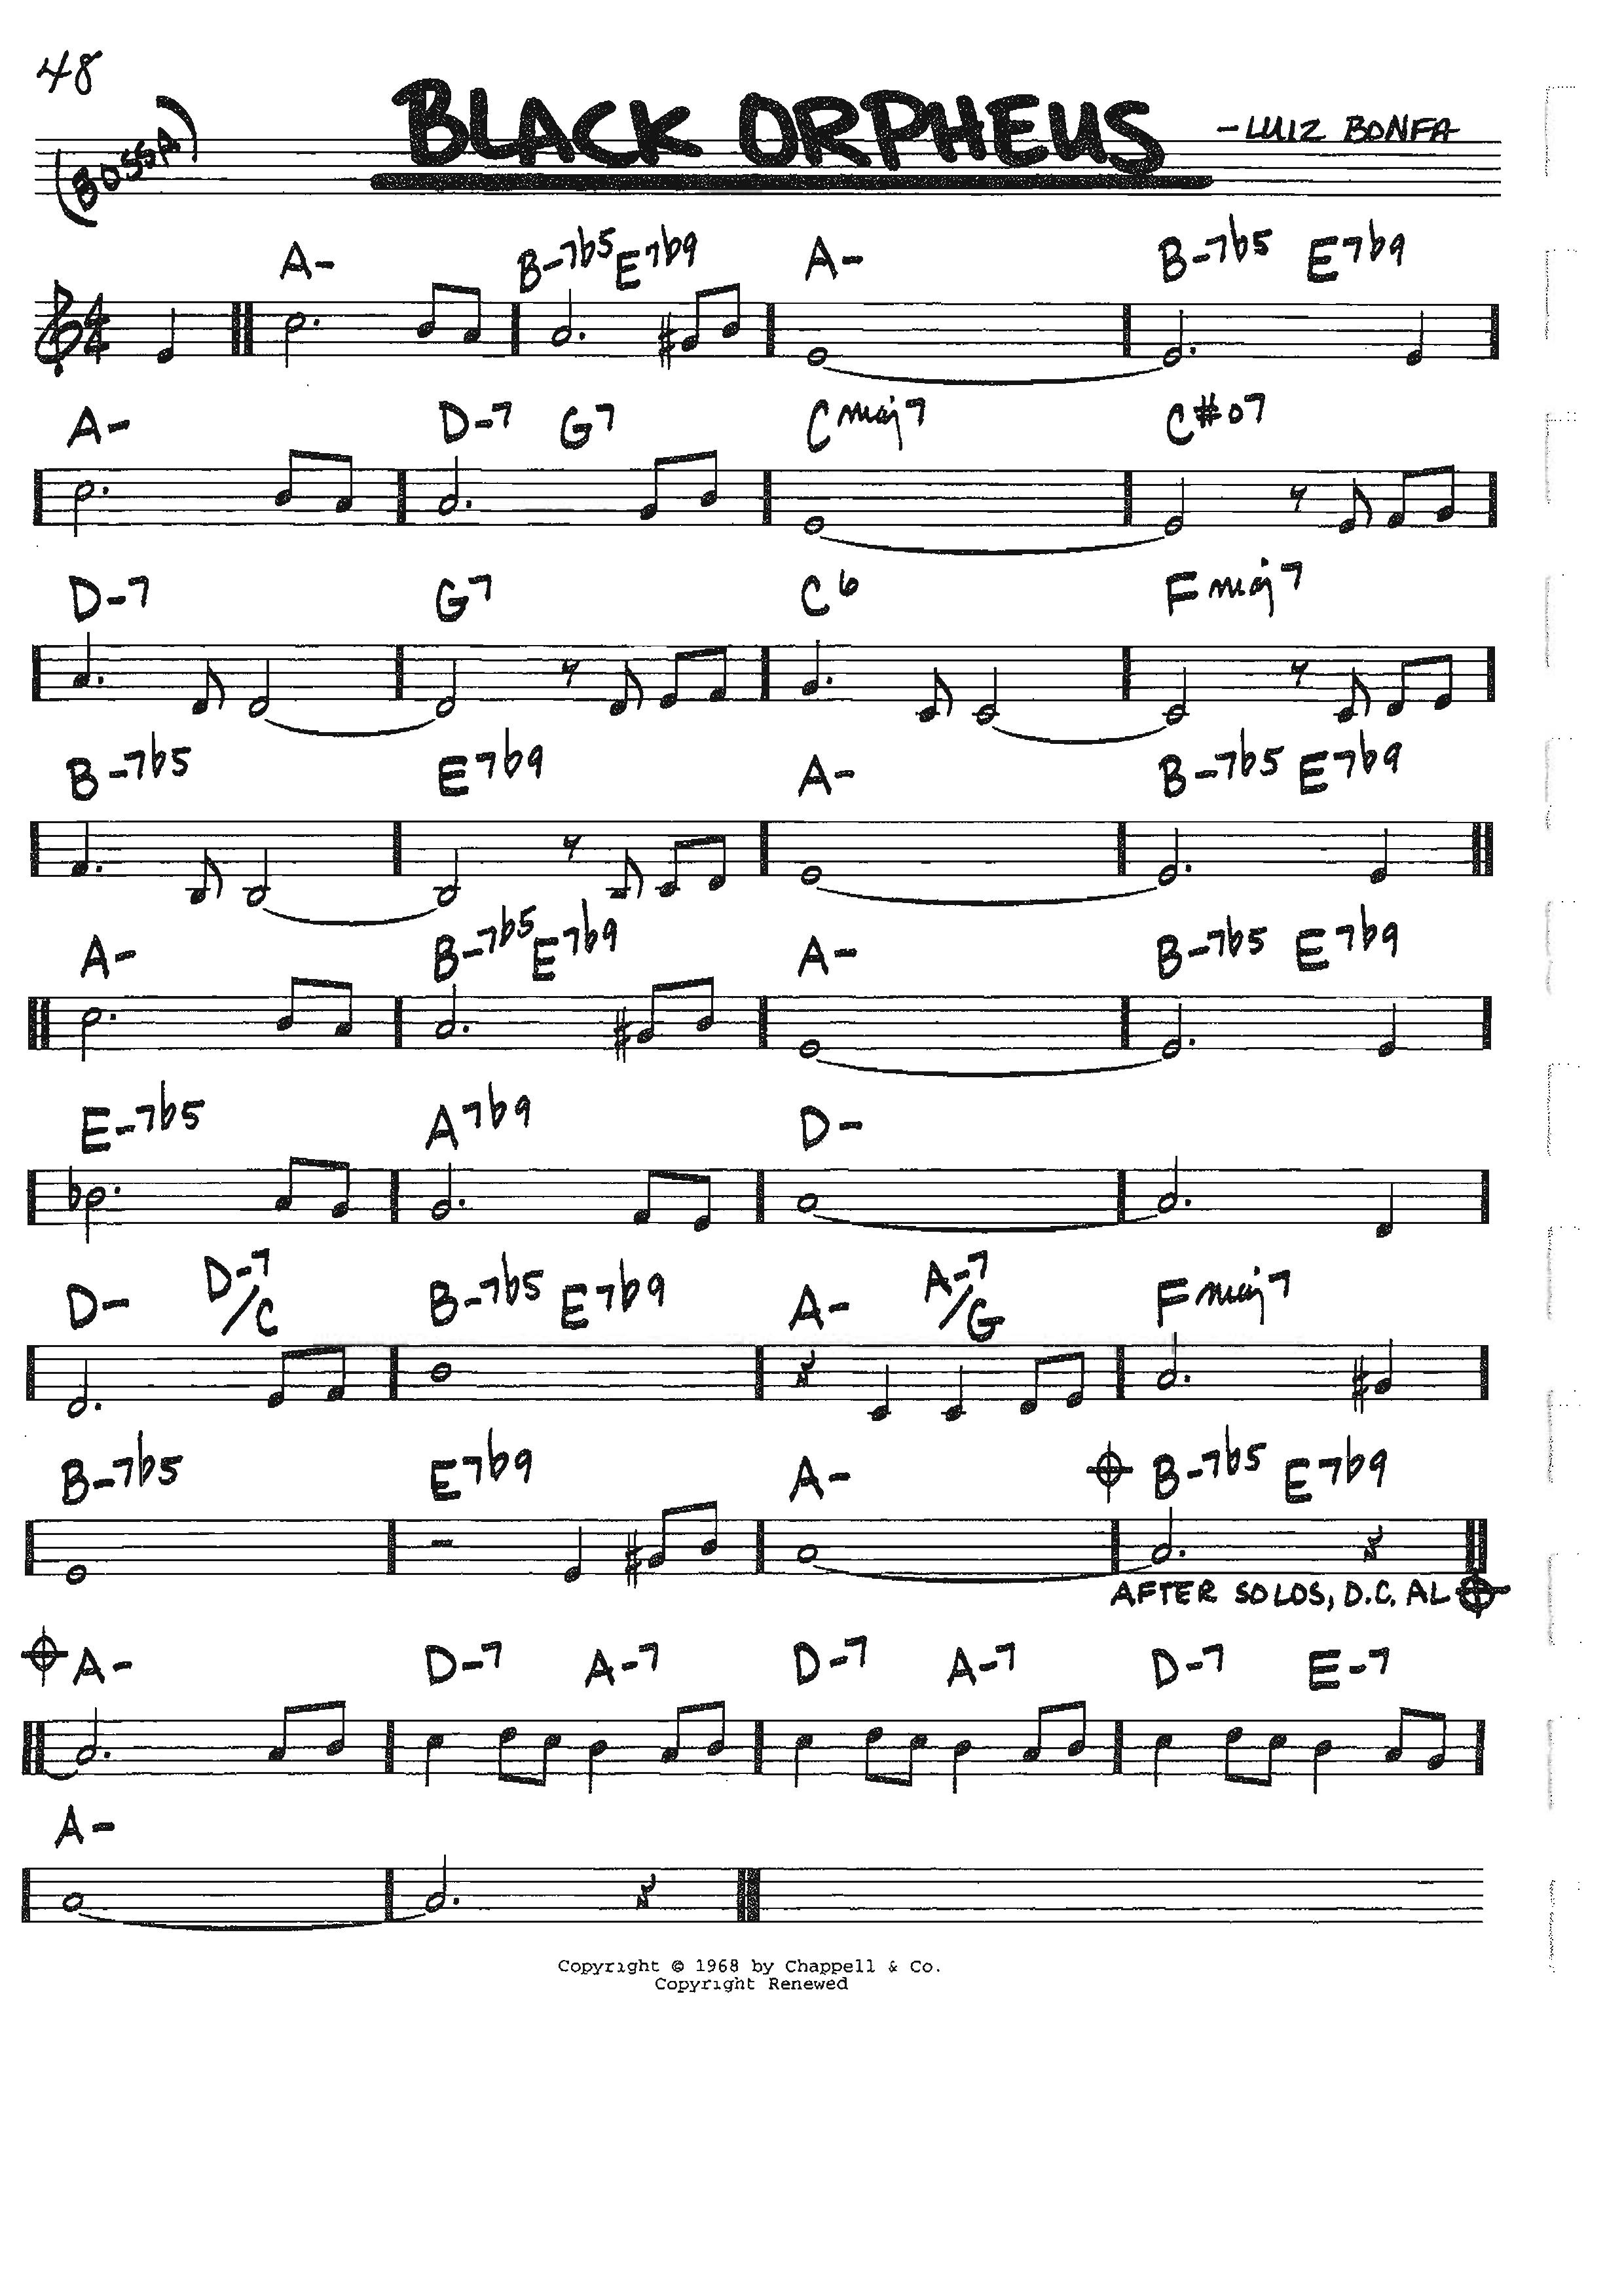 48
BLACK ORPHEUS
-LUIZ BONFA
(BOSSA)
A- B-7b5 E7b9 A- B-7b5 E7b9
A- D-7 G7 Cmaj7 C#o7
D-7 G7 C6 Fmaj7
B-7b5 E7b9 A- B-7b5 E7b9
A- B-7b5 E7b9 A- B-7b5 E7b9
E-7b5 A7b9 D-
D- D-7/C B-7b5 E7b9 A- A-7/G Fmaj7
B-7b5 E7b9 A- B-7b5 E7b9
AFTER SOLOS, D.C. AL
A- D-7 A-7 D-7 A-7 D-7 E-7
A-
Copyright © 1968 by Chappell & Co.
Copyright Renewed